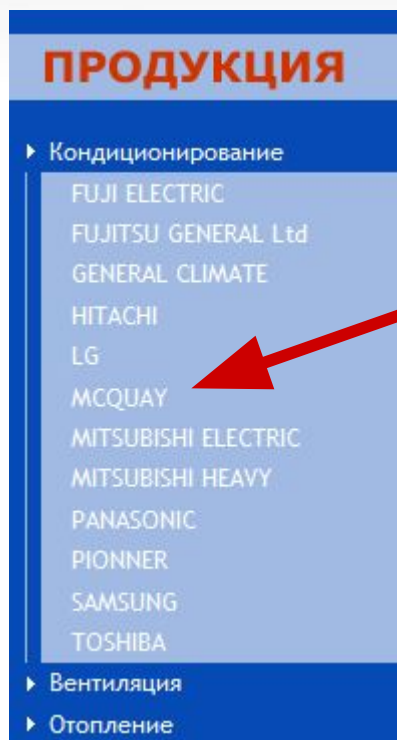 ПРОДУКЦИЯ
Кондиционирование
FUJI ELECTRIC
FUJITSU GENERAL Ltd
GENERAL CLIMATE
HITACHI
LG
MCQUAY
MITSUBISHI ELECTRIC
MITSUBISHI HEAVY
PANASONIC
PIONNER
SAMSUNG
TOSHIBA
Вентиляция
Отопление